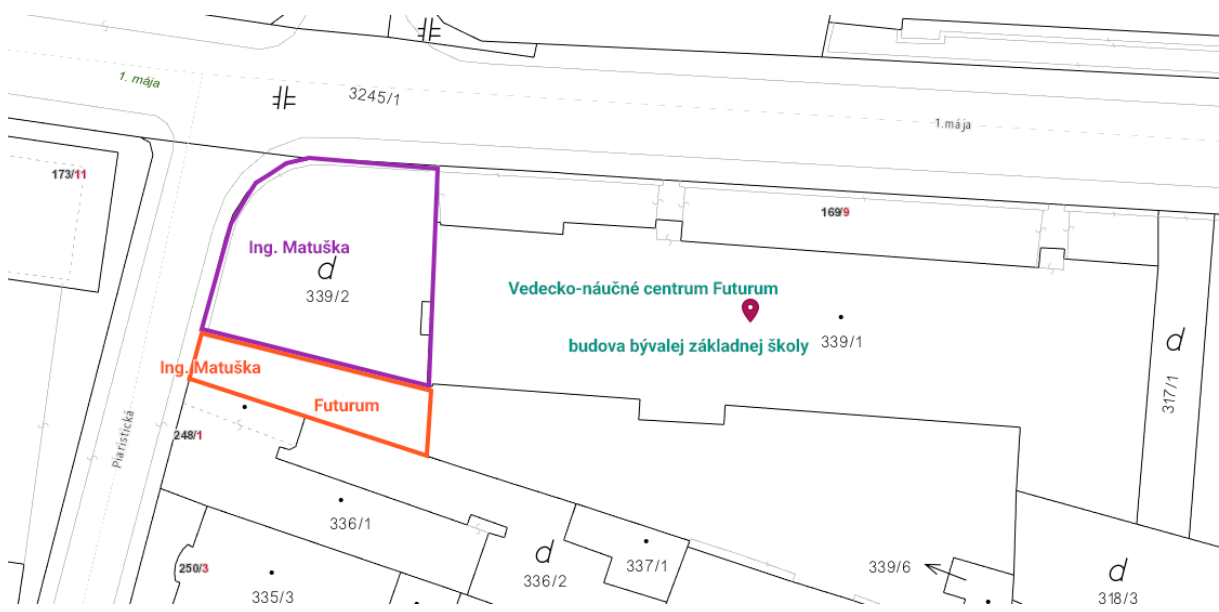 1. mája
3245/1
1.mája
173/11
169/9
Ing. Matuška
d
339/2
Vedecko-náučné centrum Futurum
budova bývalej základnej školy
339/1
d
317/1
Ing. Matuška
Futurum
Piaristická
248/1
336/1
d
336/2
337/1
339/6
d
318/3
250/3
335/3